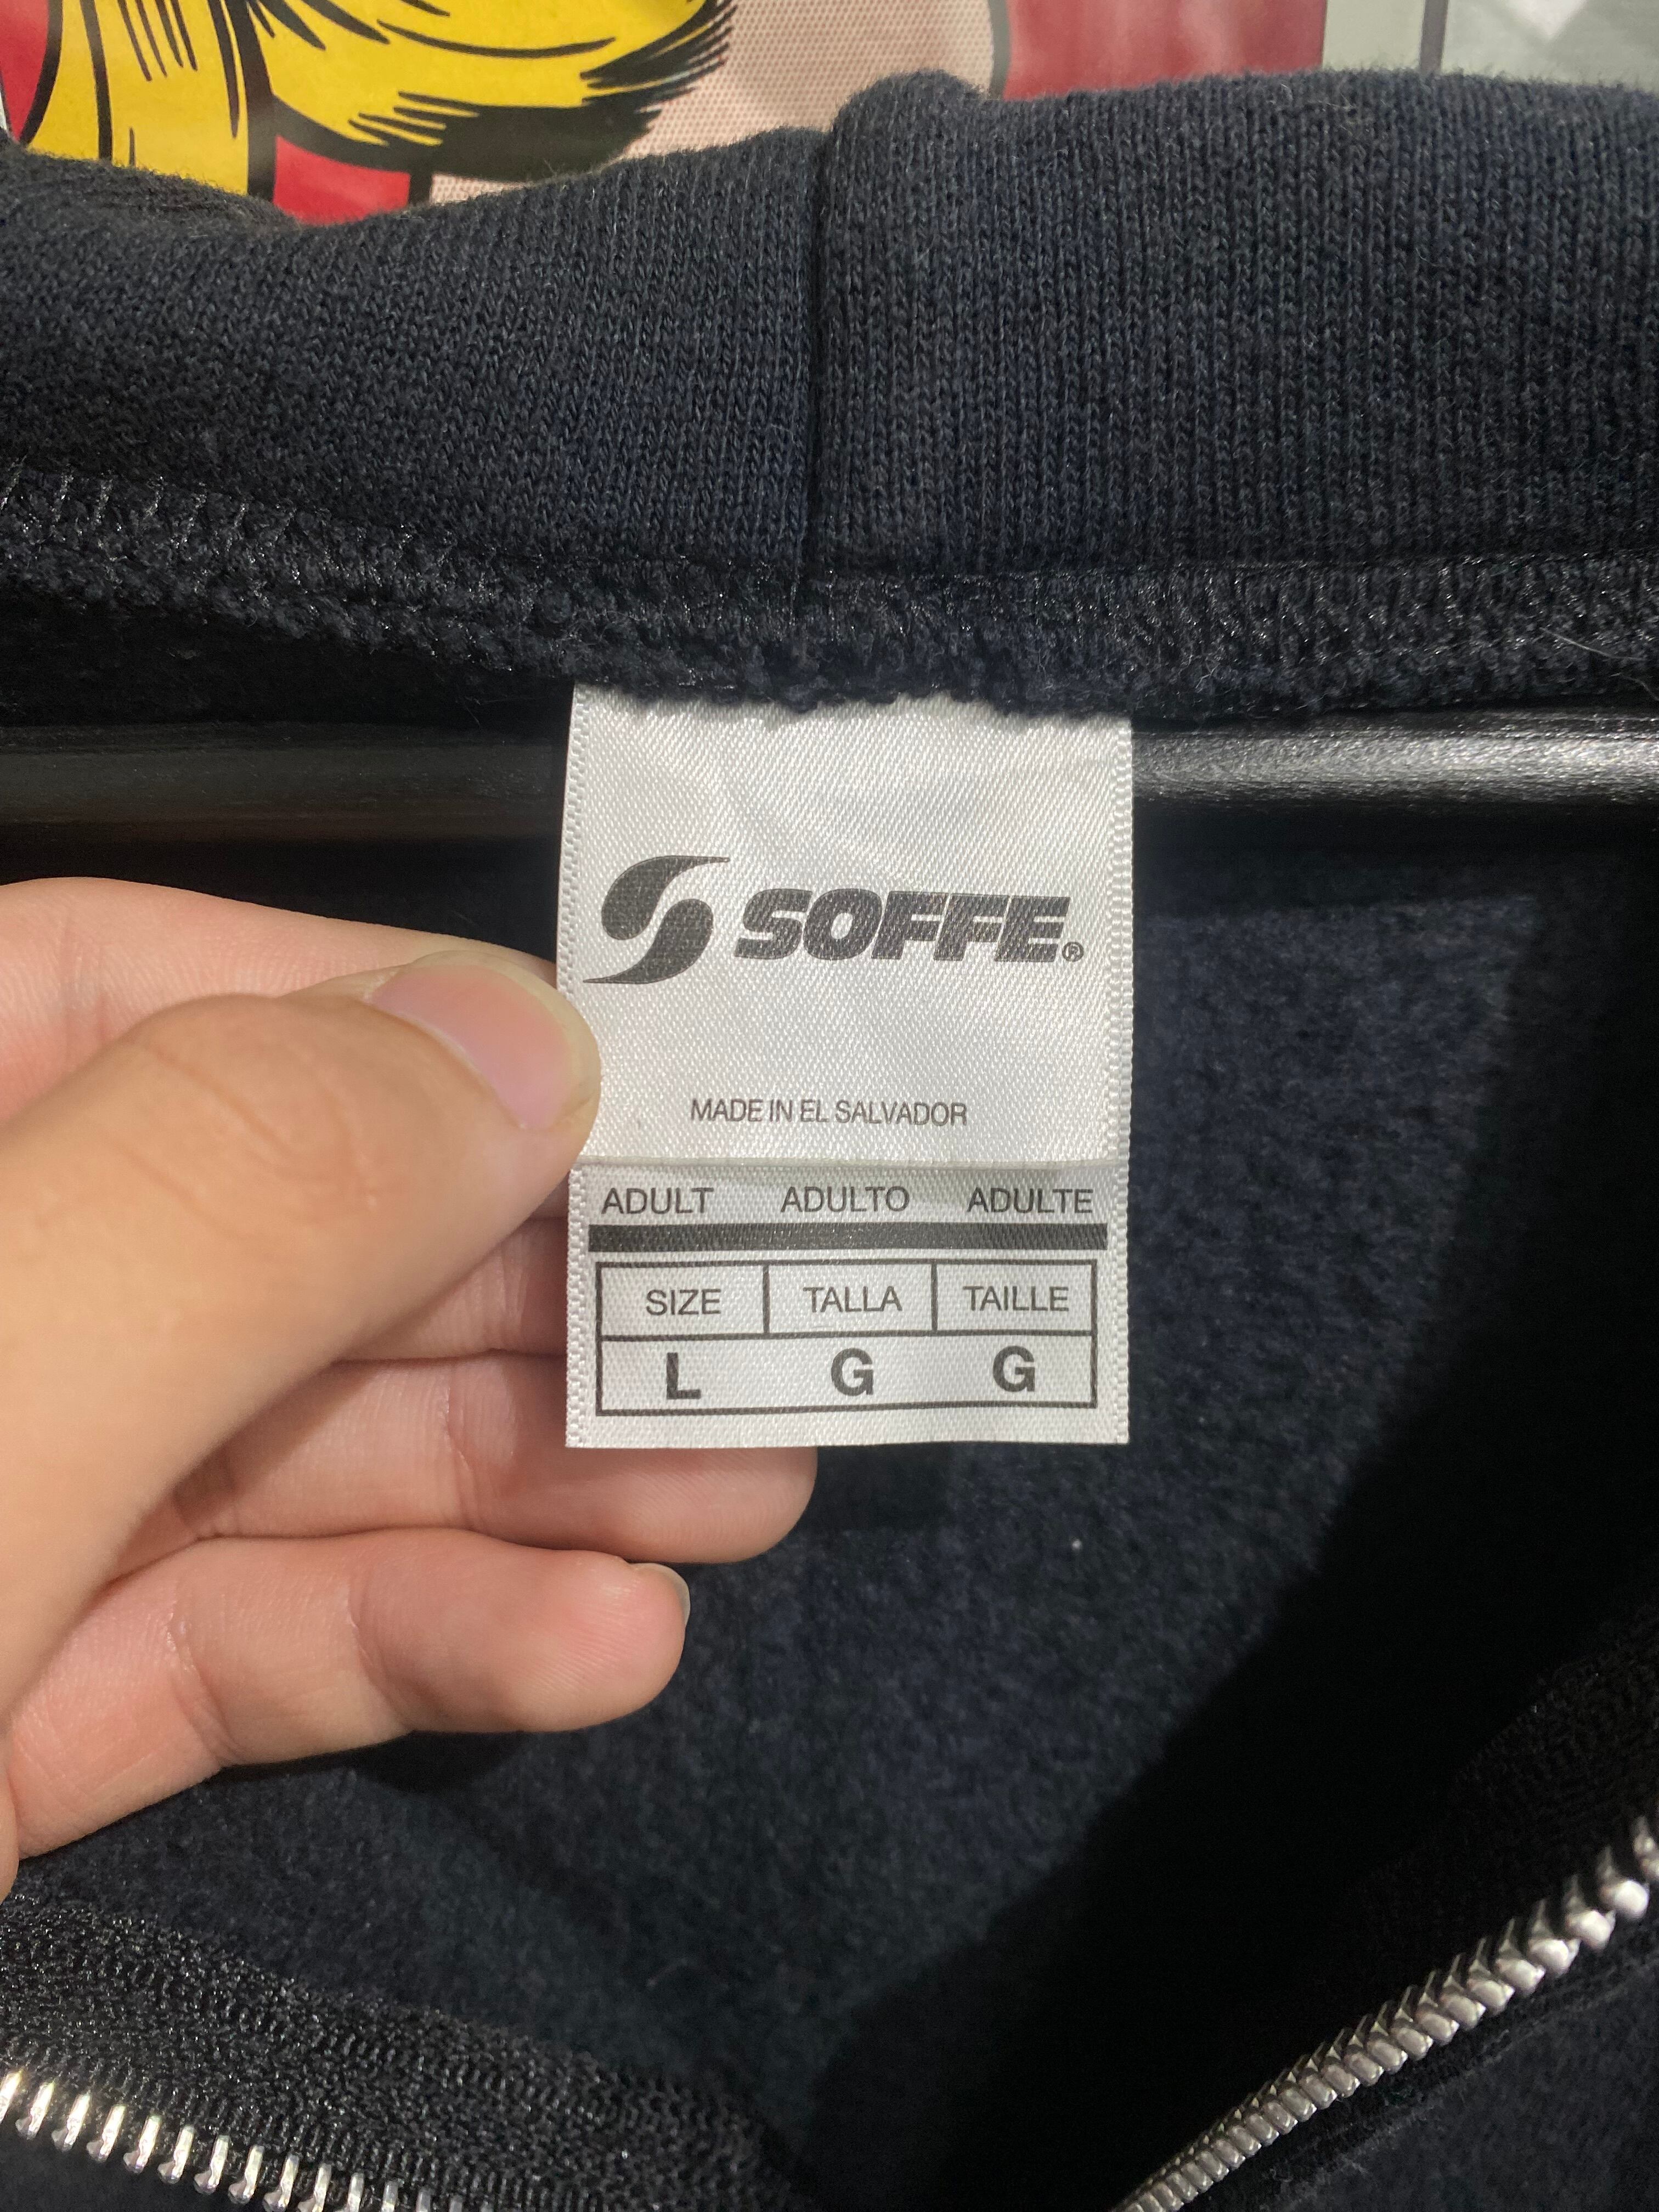 SOFFE®
MADE IN EL SALVADOR
ADULT ADULTO ADULTE
SIZE TALLA TAILLE
L G G